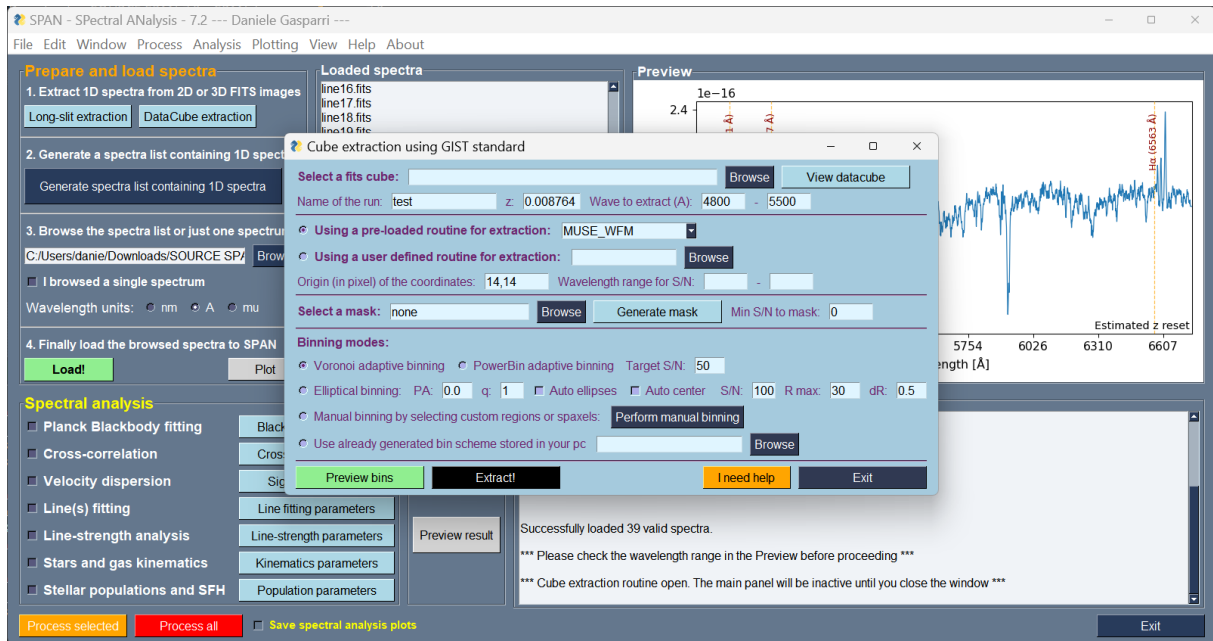 SPAN - SPectral ANalysis - 7.2 --- Daniele Gasparri ---
File Edit Window Process Analysis Plotting View Help About
Prepare and load spectra
1. Extract 1D spectra from 2D or 3D FITS images
Long-slit extraction DataCube extraction
2. Generate a spectra list containing 1D spect
Generate spectra list containing 1D spectra
3. Browse the spectra list or just one spectru
C:/Users/danie/Downloads/SOURCE SPA Brow
I browsed a single spectrum
Wavelength units: nm A mu
4. Finally load the browsed spectra to SPAN
Load! Plot
Loaded spectra
line16.fits
line17.fits
line18.fits
line19.fits
Preview
1e−16
2.4
Hα (6563 Å)
Estimated z reset
5754 6026 6310 6607
ength [Å]
Cube extraction using GIST standard
Select a fits cube: Browse View datacube
Name of the run: test z: 0.008764 Wave to extract (A): 4800 - 5500
Using a pre-loaded routine for extraction: MUSE_WFM
Using a user defined routine for extraction: Browse
Origin (in pixel) of the coordinates: 14,14 Wavelength range for S/N: -
Select a mask: none Browse Generate mask Min S/N to mask: 0
Binning modes:
Voronoi adaptive binning PowerBin adaptive binning Target S/N: 50
Elliptical binning: PA: 0.0 q: 1 Auto ellipses Auto center S/N: 100 R max: 30 dR: 0.5
Manual binning by selecting custom regions or spaxels: Perform manual binning
Use already generated bin scheme stored in your pc Browse
Preview bins Extract! I need help Exit
Spectral analysis
Planck Blackbody fitting Black
Cross-correlation Cros
Velocity dispersion Sig
Line(s) fitting Line fitting parameters
Line-strength analysis Line-strength parameters
Stars and gas kinematics Kinematics parameters
Stellar populations and SFH Population parameters
Preview result
Successfully loaded 39 valid spectra.
*** Please check the wavelength range in the Preview before proceeding ***
*** Cube extraction routine open. The main panel will be inactive until you close the window ***
Process selected Process all Save spectral analysis plots Exit